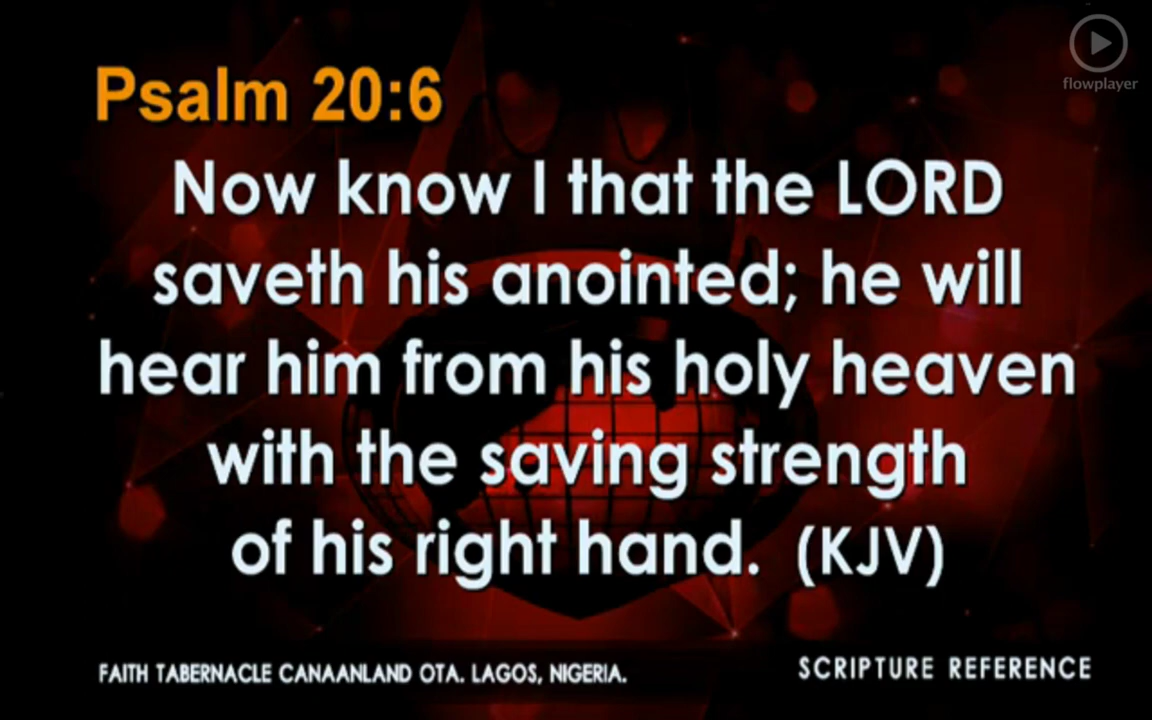 flowplayer
Psalm 20:6
Now know I that the LORD
saveth his anointed; he will
hear him from his holy heaven
with the saving strength
of his right hand. (KJV)
FAITH TABERNACLE CANAANLAND OTA. LAGOS, NIGERIA.
SCRIPTURE REFERENCE